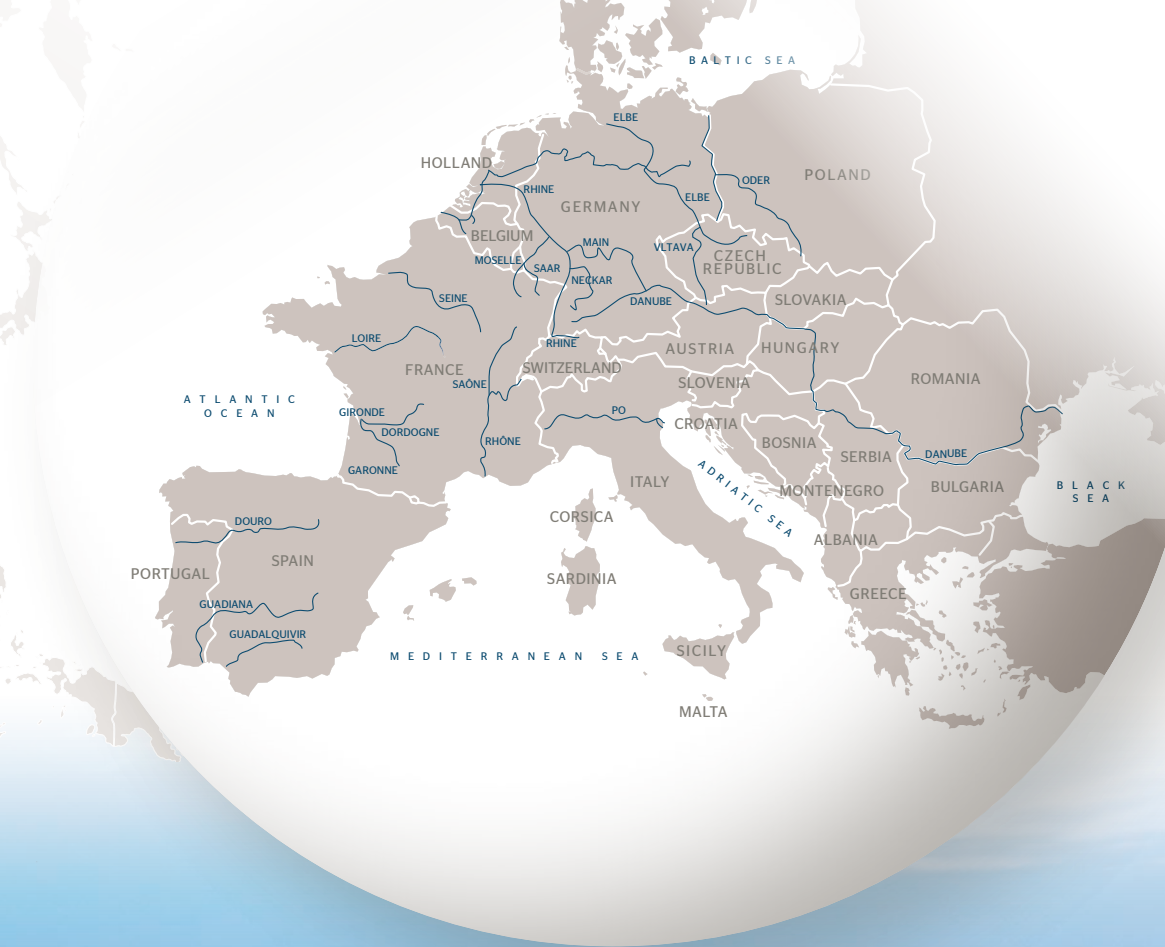 BALTIC SEA
ELBE
HOLLAND
POLAND
ODER
RHINE
ELBE
GERMANY
BELGIUM
MAIN
VLTAVA
CZECH
REPUBLIC
MOSELLE
SAAR
NECKAR
SEINE
DANUBE
SLOVAKIA
LOIRE
RHINE
AUSTRIA
HUNGARY
FRANCE
SWITZERLAND
ROMANIA
SAÔNE
SLOVENIA
ATLANTIC
OCEAN
GIRONDE
PO
CROATIA
DORDOGNE
RHÔNE
BOSNIA
SERBIA
DANUBE
GARONNE
ITALY
ADRIATIC SEA
MONTENEGRO
BULGARIA
BLACK
SEA
DOURO
CORSICA
ALBANIA
SPAIN
PORTUGAL
SARDINIA
GREECE
GUADIANA
GUADALQUIVIR
MEDITERRANEAN SEA
SICILY
MALTA